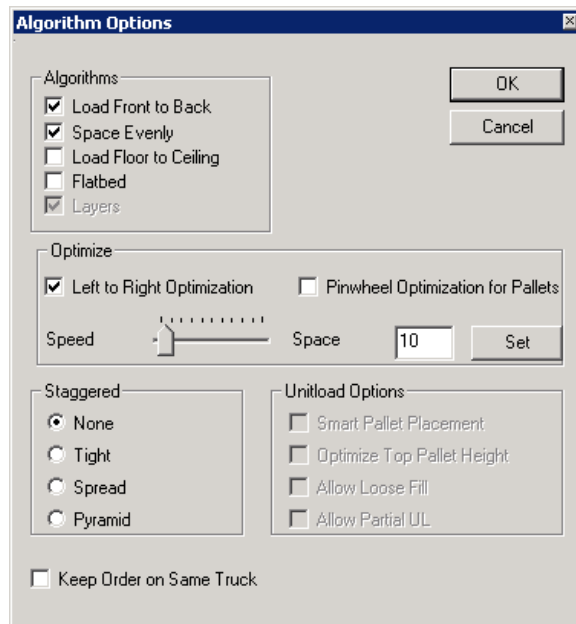 Algorithm Options
Algorithms
Load Front to Back
Space Evenly
Load Floor to Ceiling
Flatbed
Layers
OK
Cancel
Optimize
Left to Right Optimization
Pinwheel Optimization for Pallets
Speed
Space
10
Set
Staggered
None
Tight
Spread
Pyramid
Unitload Options
Smart Pallet Placement
Optimize Top Pallet Height
Allow Loose Fill
Allow Partial UL
Keep Order on Same Truck